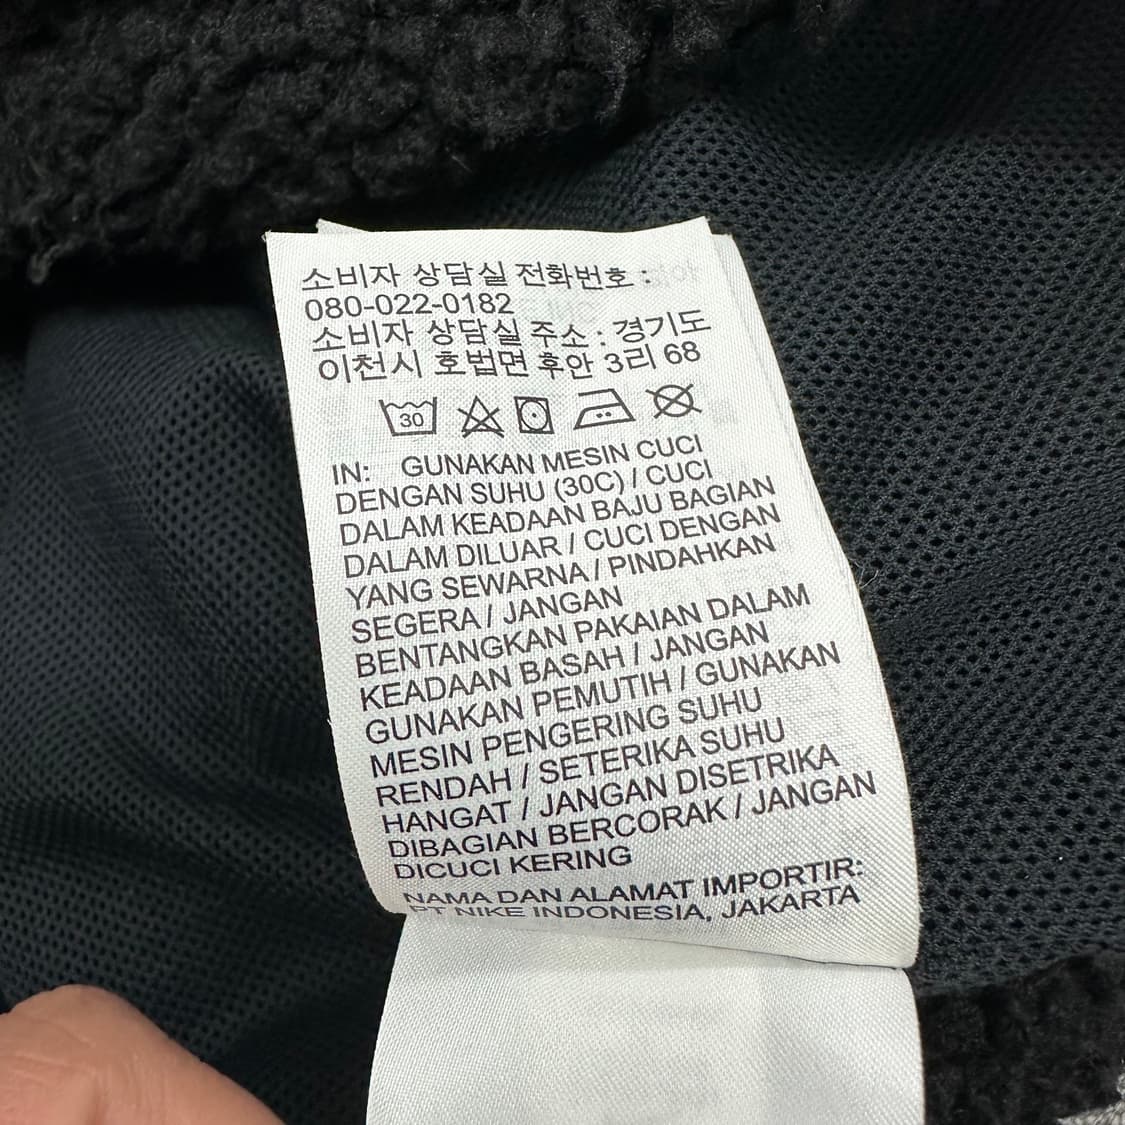 소비자 상담실 전화번호 :
080-022-0182
소비자 상담실 주소 : 경기도
이천시 호법면 후안 3리 68
30
IN: GUNAKAN MESIN CUCI
DENGAN SUHU (30C) / CUCI
DALAM KEADAAN BAJU BAGIAN
DALAM DILUAR / CUCI DENGAN
YANG SEWARNA / PINDAHKAN
SEGERA / JANGAN
BENTANGKAN PAKAIAN DALAM
KEADAAN BASAH / JANGAN
GUNAKAN PEMUTIH / GUNAKAN
MESIN PENGERING SUHU
RENDAH / SETERIKA SUHU
HANGAT / JANGAN DISETRIKA
DIBAGIAN BERCORAK / JANGAN
DICUCI KERING
NAMA DAN ALAMAT IMPORTIR:
PT NIKE INDONESIA, JAKARTA